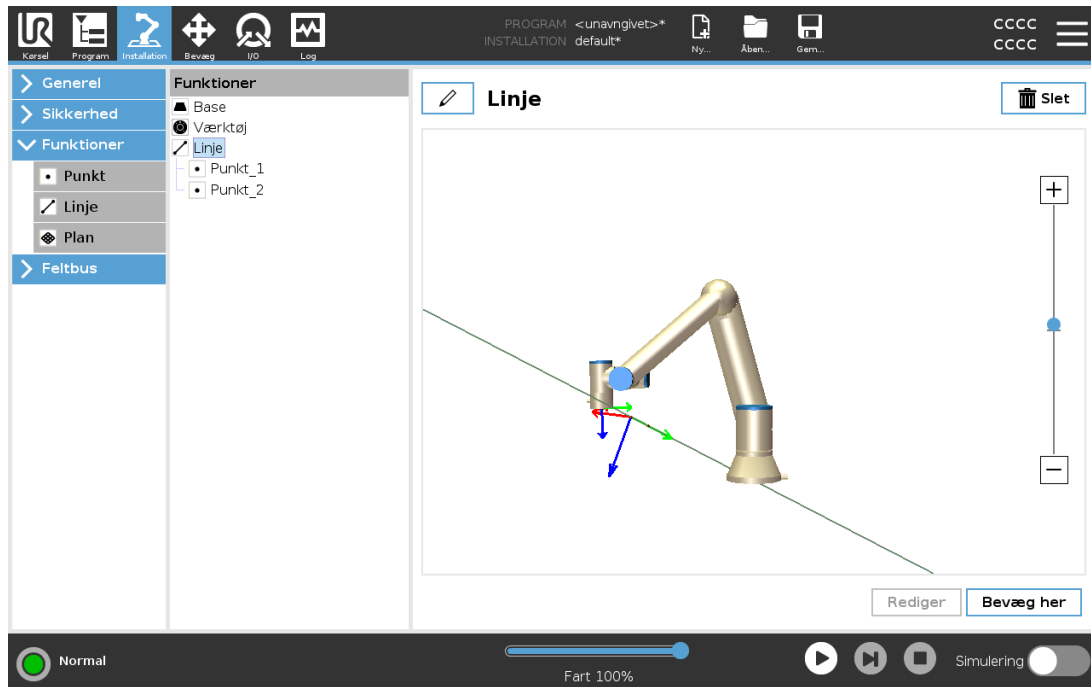 PROGRAM <unavngivet>*
INSTALLATION default*
Ny...
Åben...
Gem...
CCCC
CCCC
UR
Kørsel
Program
Installation
Bevæg
I/O
Log
Generel
Sikkerhed
Funktioner
Punkt
Linje
Plan
Feltbus
Funktioner
Base
Værktøj
Linje
Punkt_1
Punkt_2
Linje
Slet
Rediger
Bevæg her
Normal
Fart 100%
Simulering